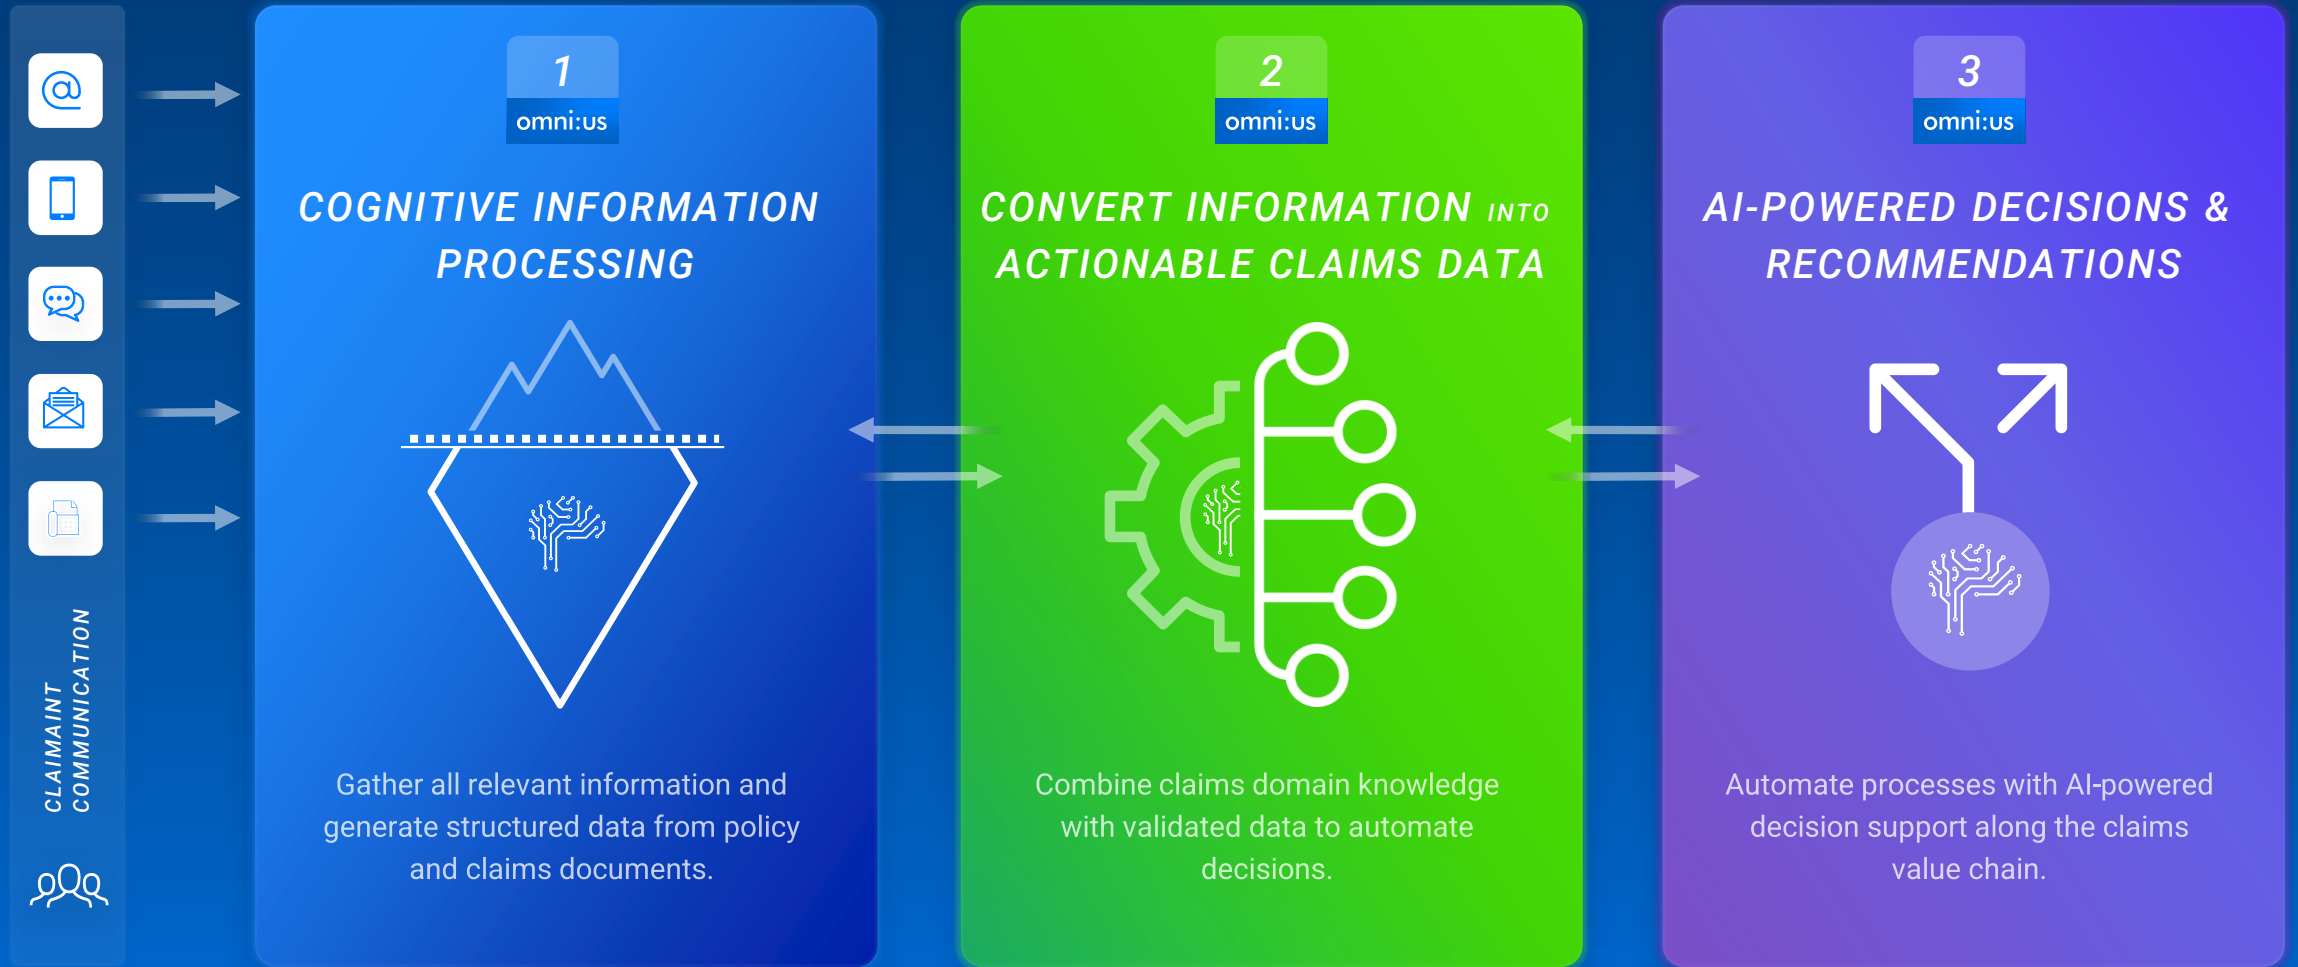 @
CLAIMAINT
COMMUNICATION
1
omni:us
COGNITIVE INFORMATION
PROCESSING
Gather all relevant information and
generate structured data from policy
and claims documents.
2
omni:us
CONVERT INFORMATION INTO
ACTIONABLE CLAIMS DATA
Combine claims domain knowledge
with validated data to automate
decisions.
3
omni:us
AI-POWERED DECISIONS &
RECOMMENDATIONS
Automate processes with AI-powered
decision support along the claims
value chain.